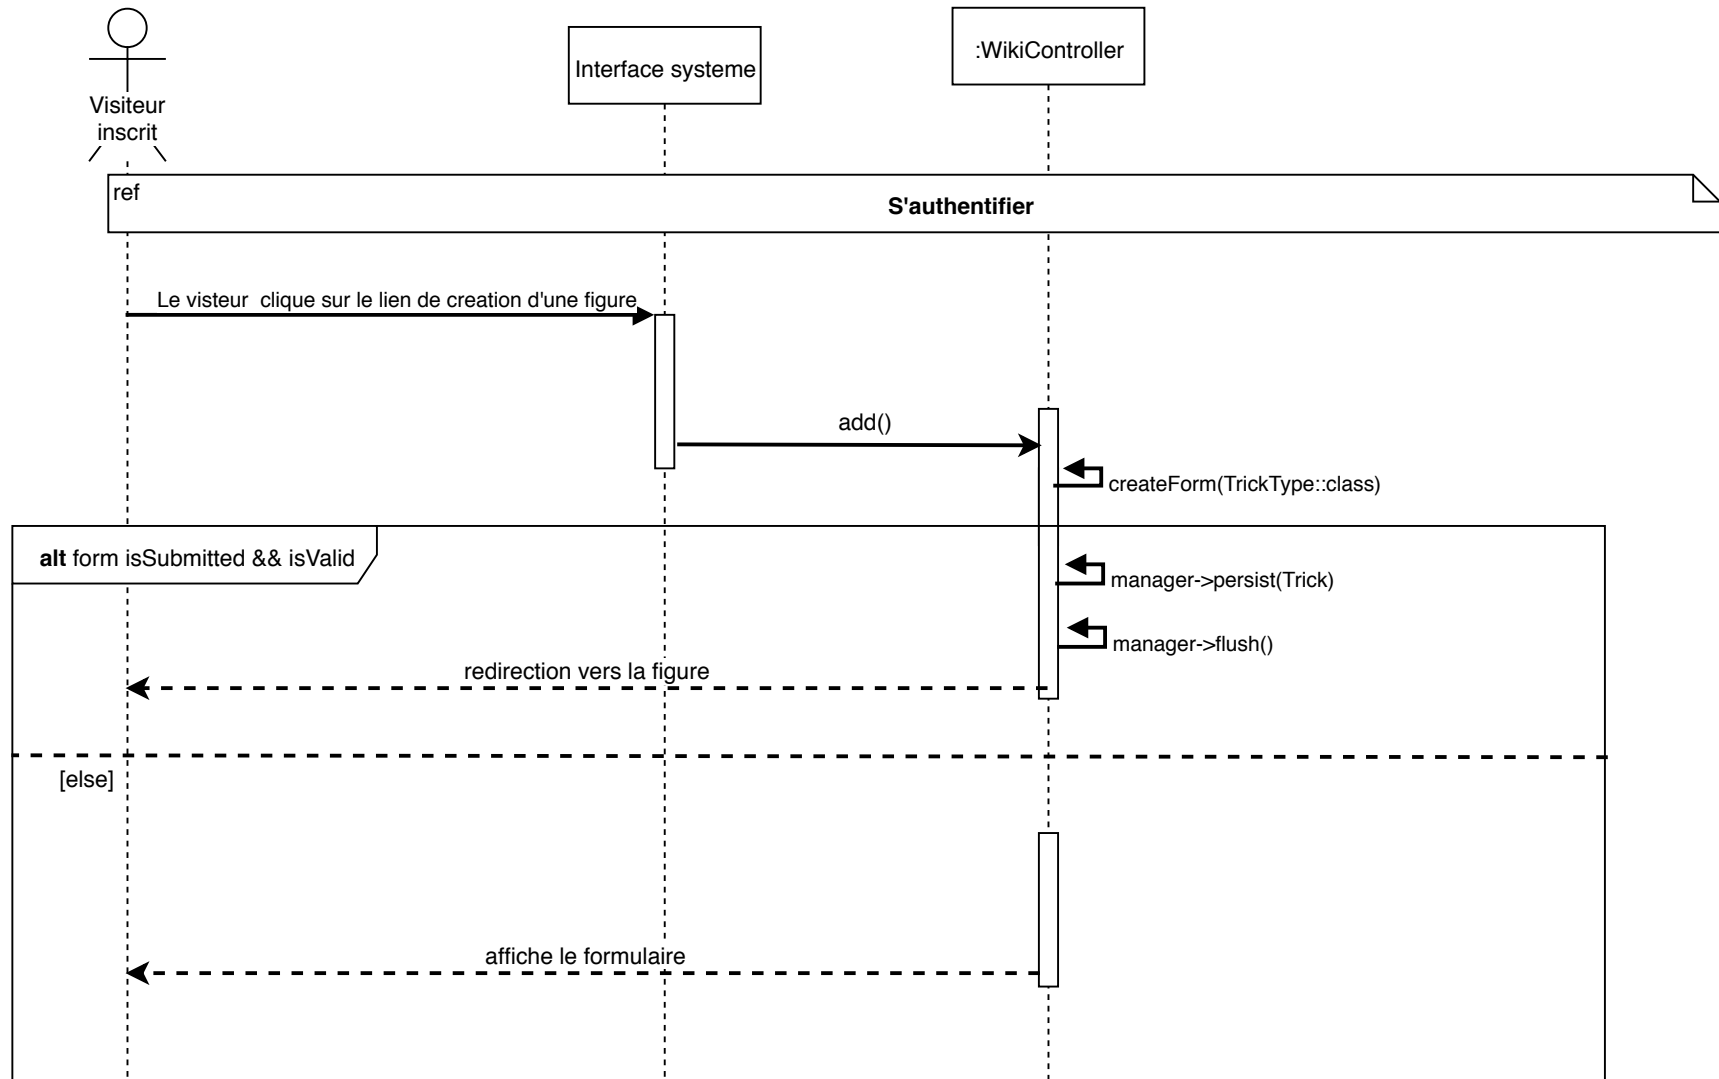 Visiteur
inscrit
Interface systeme
:WikiController
ref
S'authentifier
Le visteur  clique sur le lien de creation d'une figure
add()
createForm(TrickType::class)
alt form isSubmitted && isValid
manager->persist(Trick)
manager->flush()
redirection vers la figure
[else]
affiche le formulaire